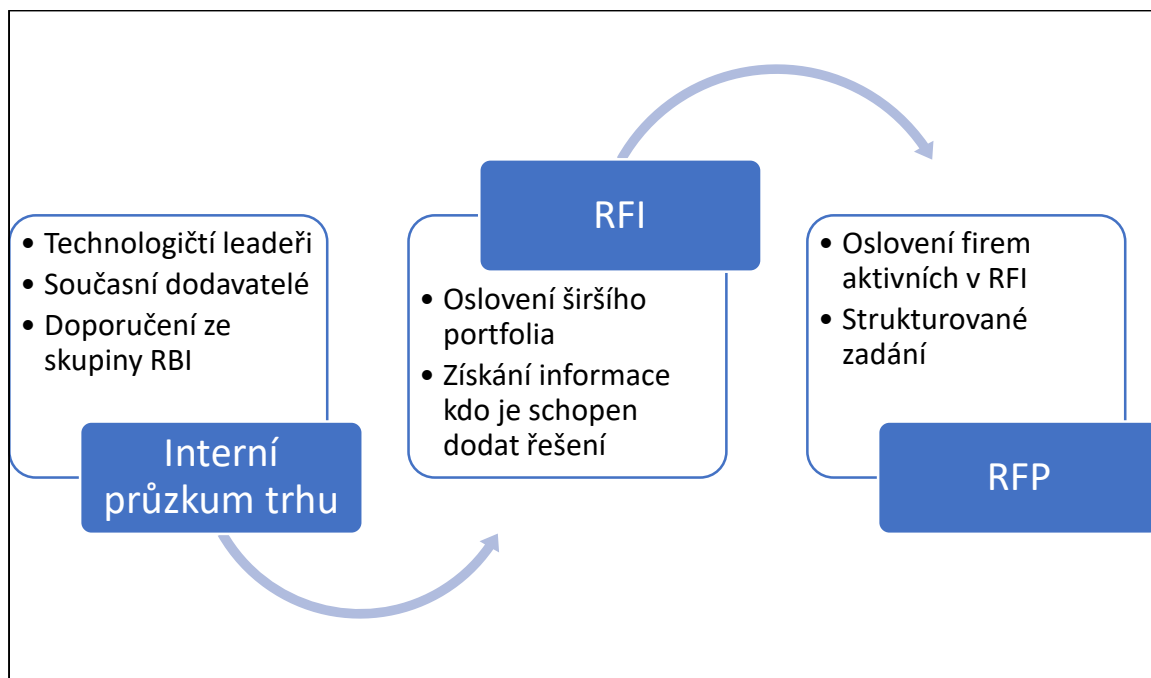 • Technologičtí leadeři
• Současní dodavatelé
• Doporučení ze
skupiny RBI
Interní
průzkum trhu
RFI
• Oslovení širšího
portfolia
• Získání informace
kdo je schopen
dodat řešení
• Oslovení firem
aktivních v RFI
• Strukturované
zadání
RFP